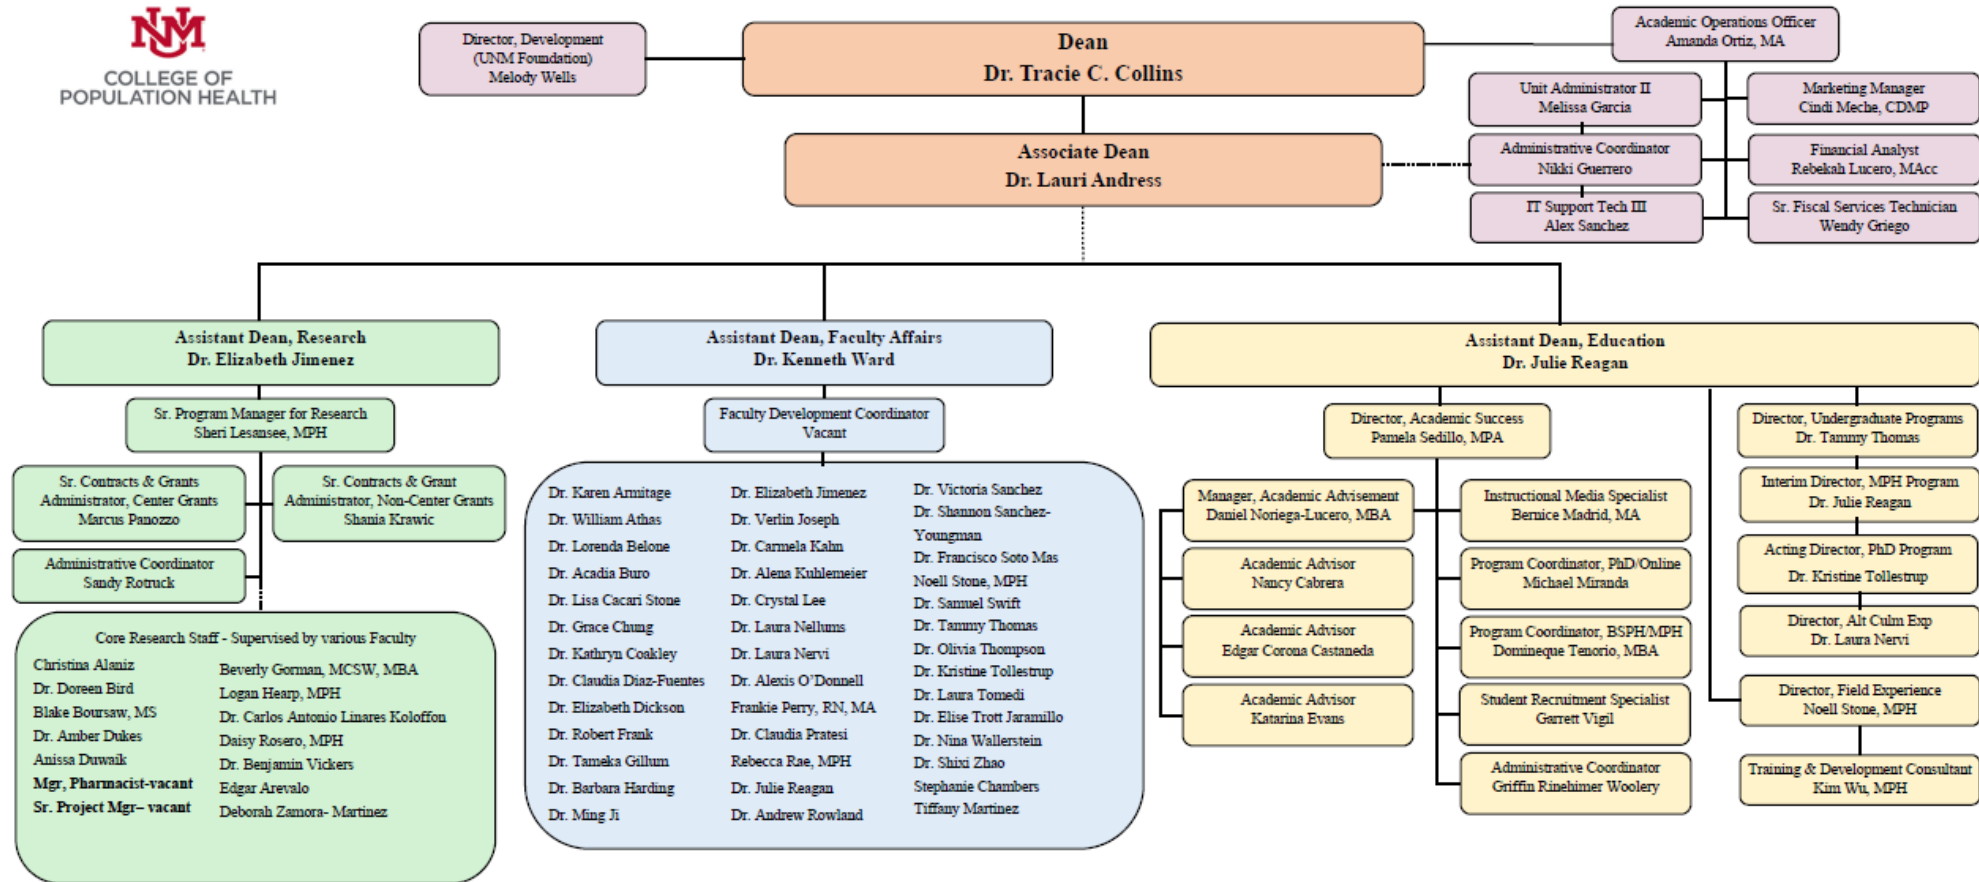 UNM
COLLEGE OF
POPULATION HEALTH
Director, Development
(UNM Foundation)
Melody Wells
Dean
Dr. Tracie C. Collins
Academic Operations Officer
Amanda Ortiz, MA
Unit Administrator II
Melissa Garcia
Marketing Manager
Cindi Meche, CDMP
Associate Dean
Dr. Lauri Andress
Administrative Coordinator
Nikki Guerrero
Financial Analyst
Rebekah Lucero, MAcc
IT Support Tech III
Alex Sanchez
Sr. Fiscal Services Technician
Wendy Griego
Assistant Dean, Research
Dr. Elizabeth Jimenez
Sr. Program Manager for Research
Sheri Lesansee, MPH
Sr. Contracts & Grants
Administrator, Center Grants
Marcus Panozzo
Sr. Contracts & Grant
Administrator, Non-Center Grants
Shania Krawic
Administrative Coordinator
Sandy Rotruck
Core Research Staff - Supervised by various Faculty
Christina Alaniz
Dr. Doreen Bird
Blake Boursaw, MS
Dr. Amber Dukes
Anissa Duwaik
Mgr, Pharmacist-vacant
Sr. Project Mgr– vacant
Beverly Gorman, MCSW, MBA
Logan Hearp, MPH
Dr. Carlos Antonio Linares Koloffon
Daisy Rosero, MPH
Dr. Benjamin Vickers
Edgar Arevalo
Deborah Zamora- Martinez
Assistant Dean, Faculty Affairs
Dr. Kenneth Ward
Faculty Development Coordinator
Vacant
Dr. Karen Armitage
Dr. William Athas
Dr. Lorenda Belone
Dr. Acadia Buro
Dr. Lisa Cacari Stone
Dr. Grace Chung
Dr. Kathryn Coakley
Dr. Claudia Diaz-Fuentes
Dr. Elizabeth Dickson
Dr. Robert Frank
Dr. Tameka Gillum
Dr. Barbara Harding
Dr. Ming Ji
Dr. Elizabeth Jimenez
Dr. Verlin Joseph
Dr. Carmela Kahn
Dr. Alena Kuhlemeier
Dr. Crystal Lee
Dr. Laura Nellums
Dr. Laura Nervi
Dr. Alexis O’Donnell
Frankie Perry, RN, MA
Dr. Claudia Pratesi
Rebecca Rae, MPH
Dr. Julie Reagan
Dr. Andrew Rowland
Dr. Victoria Sanchez
Dr. Shannon Sanchez-
Youngman
Dr. Francisco Soto Mas
Noell Stone, MPH
Dr. Samuel Swift
Dr. Tammy Thomas
Dr. Olivia Thompson
Dr. Kristine Tollestrup
Dr. Laura Tomedi
Dr. Elise Trott Jaramillo
Dr. Nina Wallerstein
Dr. Shixi Zhao
Stephanie Chambers
Tiffany Martinez
Assistant Dean, Education
Dr. Julie Reagan
Director, Academic Success
Pamela Sedillo, MPA
Manager, Academic Advisement
Daniel Noriega-Lucero, MBA
Academic Advisor
Nancy Cabrera
Academic Advisor
Edgar Corona Castaneda
Academic Advisor
Katarina Evans
Instructional Media Specialist
Bernice Madrid, MA
Program Coordinator, PhD/Online
Michael Miranda
Program Coordinator, BSPH/MPH
Domineque Tenorio, MBA
Student Recruitment Specialist
Garrett Vigil
Administrative Coordinator
Griffin Rinehimer Woolery
Director, Undergraduate Programs
Dr. Tammy Thomas
Interim Director, MPH Program
Dr. Julie Reagan
Acting Director, PhD Program
Dr. Kristine Tollestrup
Director, Alt Culm Exp
Dr. Laura Nervi
Director, Field Experience
Noell Stone, MPH
Training & Development Consultant
Kim Wu, MPH